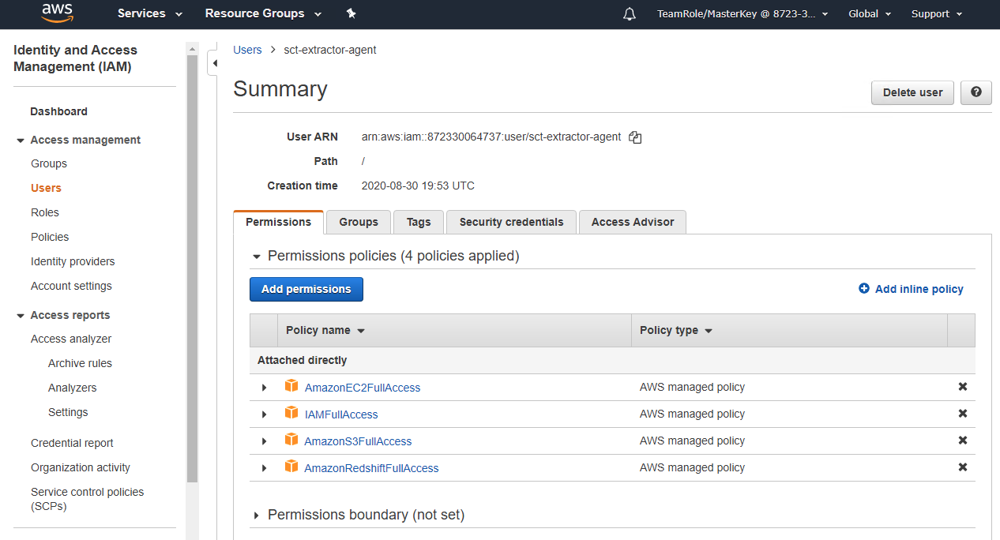 aws Services Resource Groups TeamRole/MasterKey @ 8723-3... Global Support
Identity and Access
Management (IAM)
Dashboard
Access management
Groups
Users
Roles
Policies
Identity providers
Account settings
Access reports
Access analyzer
Archive rules
Analyzers
Settings
Credential report
Organization activity
Service control policies
(SCPs)
Users > sct-extractor-agent
Summary
Delete user ?
User ARN arn:aws:iam::872330064737:user/sct-extractor-agent
Path /
Creation time 2020-08-30 19:53 UTC
Permissions Groups Tags Security credentials Access Advisor
Permissions policies (4 policies applied)
Add permissions Add inline policy
Policy name Policy type
Attached directly
AmazonEC2FullAccess AWS managed policy
IAMFullAccess AWS managed policy
AmazonS3FullAccess AWS managed policy
AmazonRedshiftFullAccess AWS managed policy
Permissions boundary (not set)